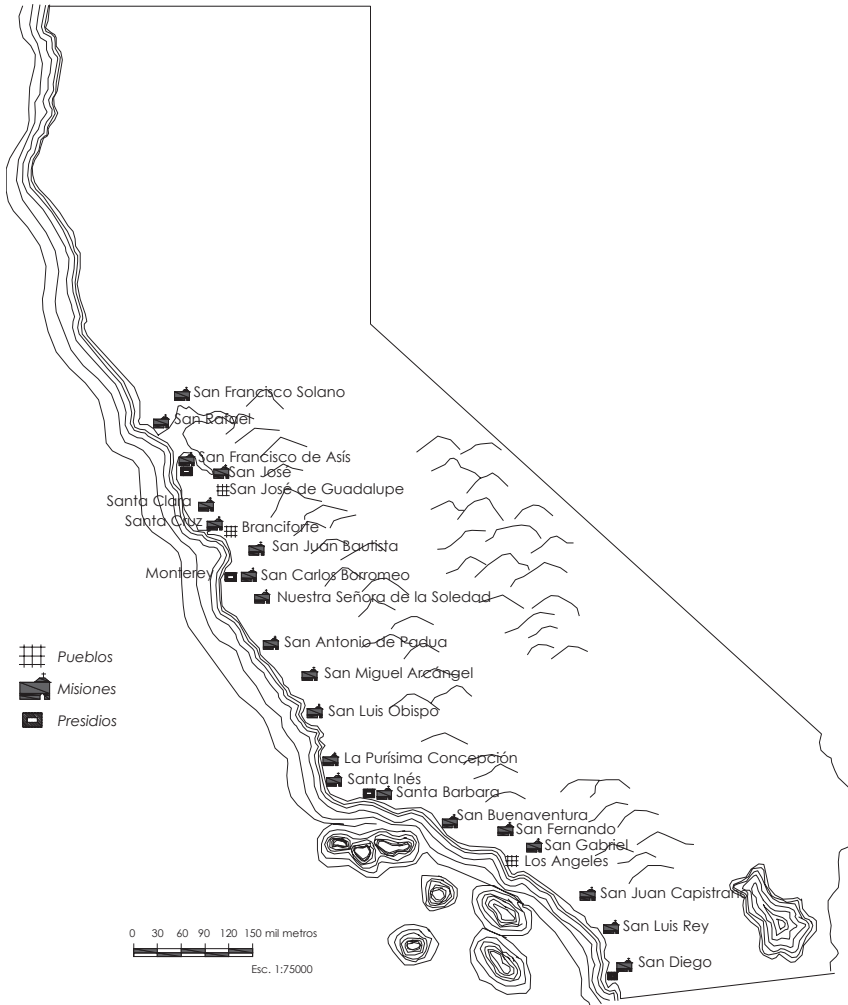 San Francisco Solano
San Rafael
San Francisco de Asís
San José
San José de Guadalupe
Santa Clara
Santa Cruz
Branciforte
San Juan Bautista
Monterey
San Carlos Borromeo
Nuestra Señora de la Soledad
San Antonio de Padua
Pueblos
San Miguel Arcángel
Misiones
San Luis Obispo
Presidios
La Purísima Concepción
Santa Inés
Santa Barbara
San Buenaventura
San Fernando
San Gabriel
Los Angeles
San Juan Capistrano
San Luis Rey
0 30 60 90 120 150 mil metros
San Diego
Esc. 1:75000